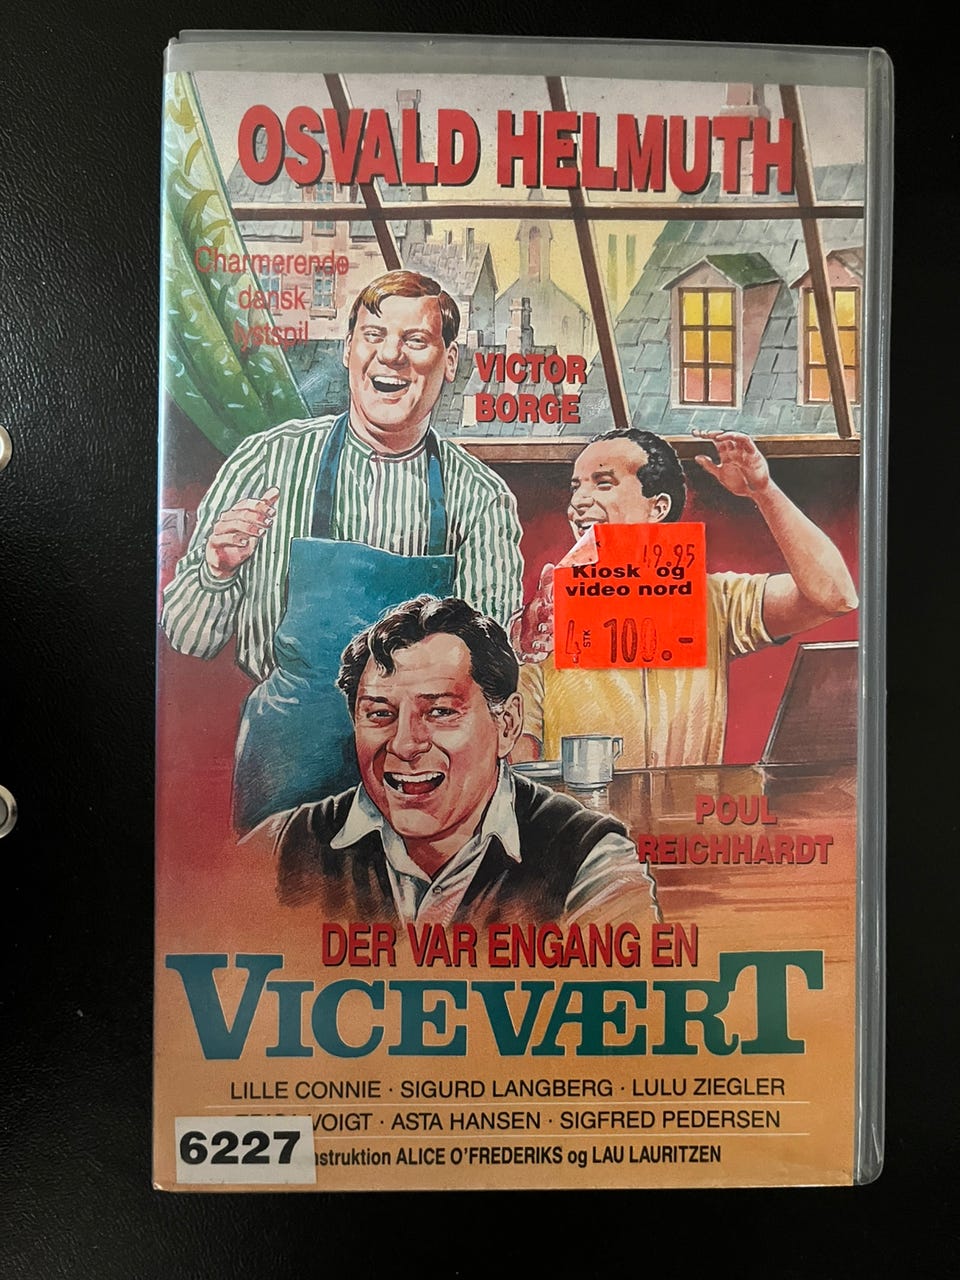 OSVALD HELMUTH
Charmerende
dansk
lystspil
VICTOR
BORGE
19.95
Kiosk og
video nord
4 STK 100.-
POUL
REICHHARDT
DER VAR ENGANG EN
VICEVÆRT
LILLE CONNIE · SIGURD LANGBERG · LULU ZIEGLER
VOIGT · ASTA HANSEN · SIGFRED PEDERSEN
6227
nstruktion ALICE O'FREDERIKS og LAU LAURITZEN